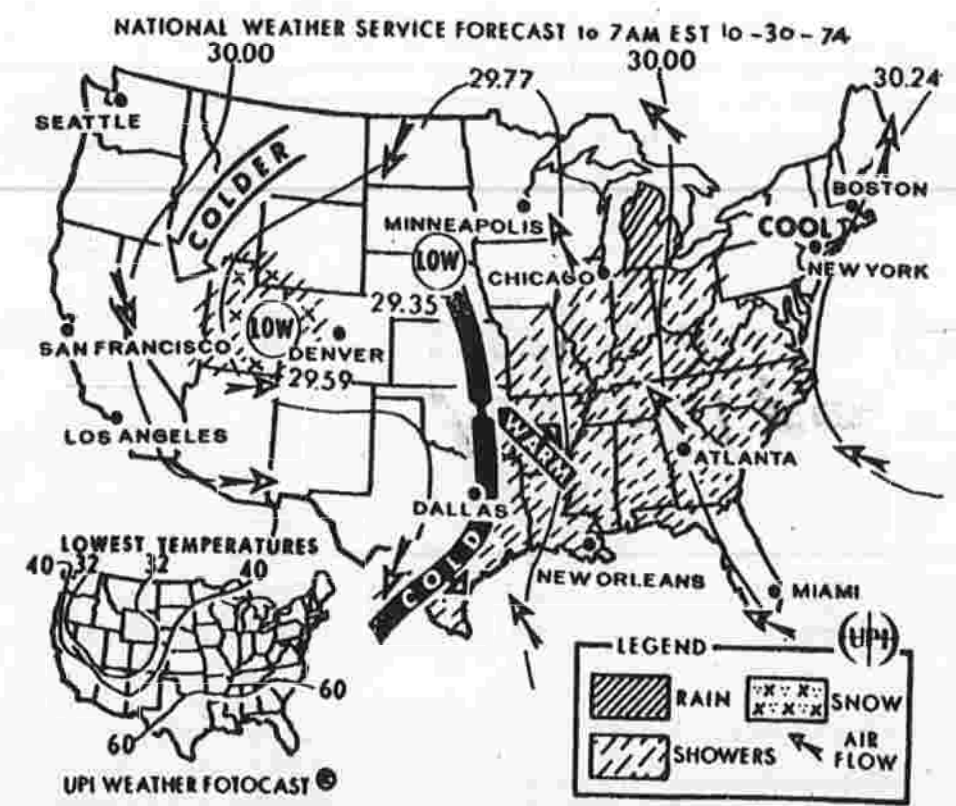 NATIONAL WEATHER SERVICE FORECAST to 7AM EST 10-30-74
30.00
29.77
30.00
30.24
SEATTLE
COLDER
BOSTON
MINNEAPOLIS
COOL
LOW
CHICAGO
NEW YORK
29.35
LOW
SAN FRANCISCO
DENVER
29.59
WARM
LOS ANGELES
ATLANTA
DALLAS
COLD
LOWEST TEMPERATURES
40
32
32
40
NEW ORLEANS
MIAMI
UPI
LEGEND
RAIN
SNOW
SHOWERS
AIR FLOW
60
60
UPI WEATHER FOTOCAST ©